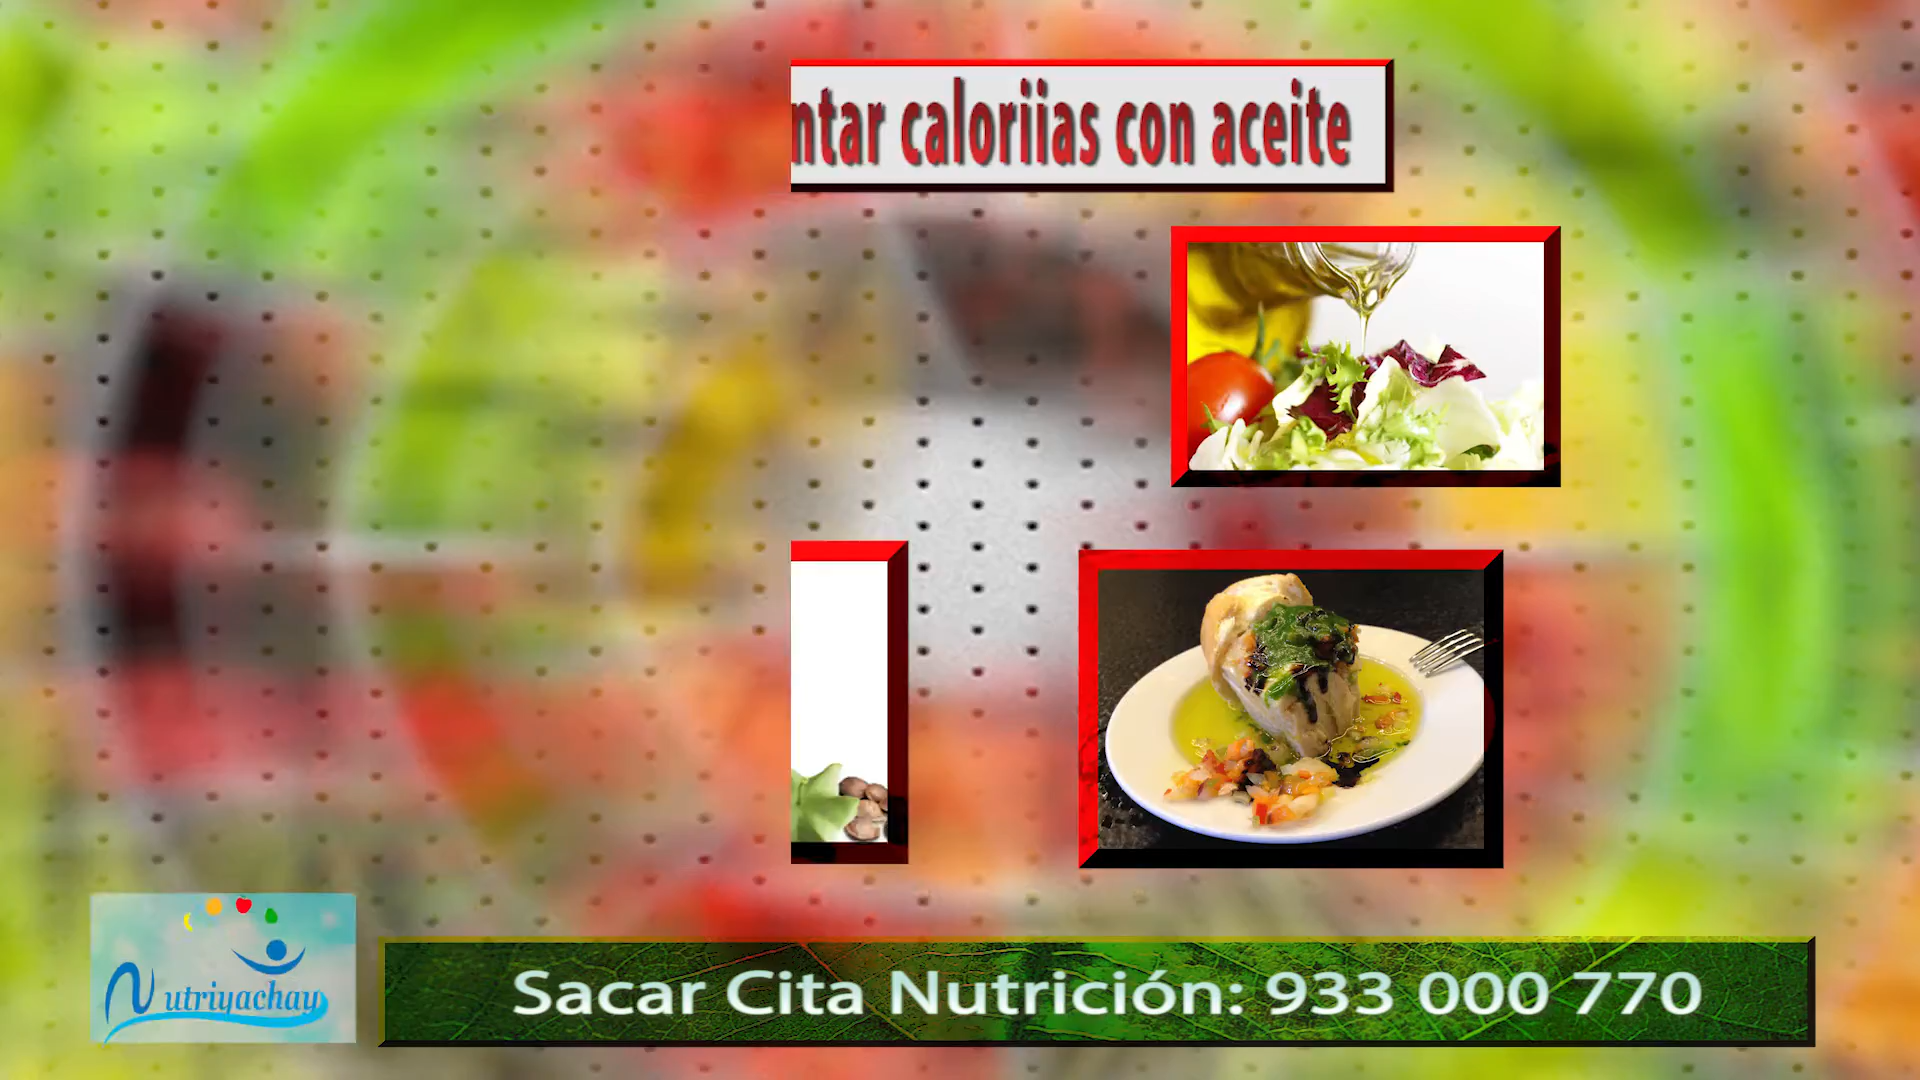 ntar caloriias con aceite
Nutriyachay
Sacar Cita Nutrición: 933 000 770